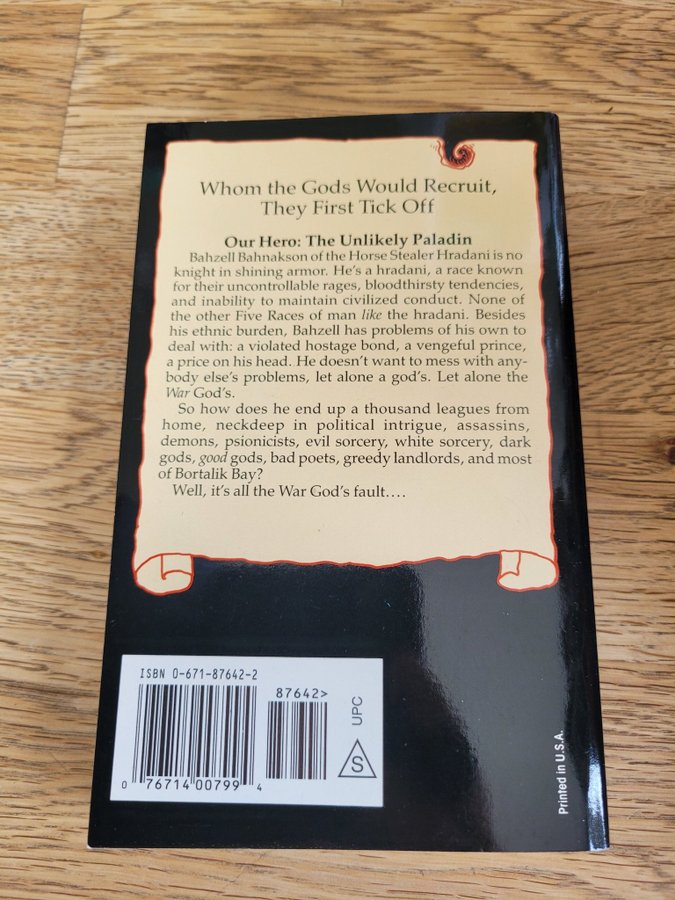 Whom the Gods Would Recruit,
They First Tick Off
Our Hero: The Unlikely Paladin
Bahzell Bahnakson of the Horse Stealer Hradani is no
knight in shining armor. He's a hradani, a race known
for their uncontrollable rages, bloodthirsty tendencies,
and inability to maintain civilized conduct. None of
the other Five Races of man like the hradani. Besides
his ethnic burden, Bahzell has problems of his own to
deal with: a violated hostage bond, a vengeful prince,
a price on his head. He doesn't want to mess with any-
body else's problems, let alone a god's. Let alone the
War God's.
So how does he end up a thousand leagues from
home, neckdeep in political intrigue, assassins,
demons, psionicists, evil sorcery, white sorcery, dark
gods, good gods, bad poets, greedy landlords, and most
of Bortalik Bay?
Well, it's all the War God's fault....
ISBN 0-671-87642-2
87642>
UPC
S
0 76714 00799 4
Printed in U.S.A.